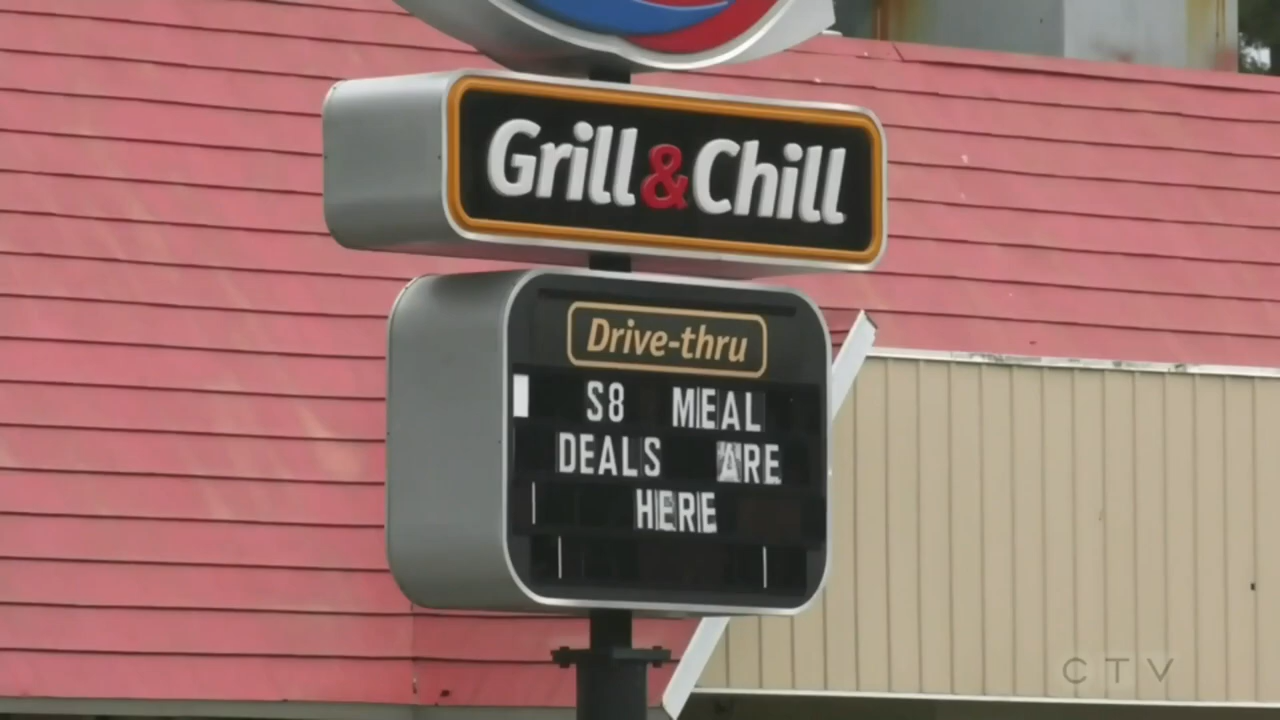 Grill & Chill
Drive-thru
S8 MEAL
DEALS ARE
HERE
CTV